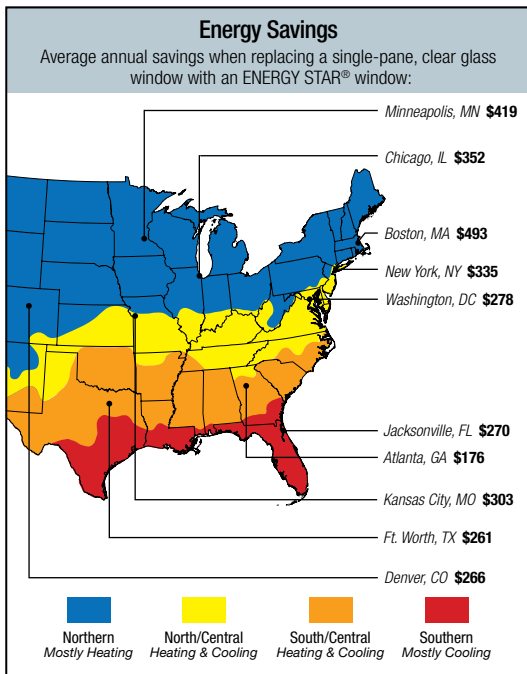 Energy Savings
Average annual savings when replacing a single-pane, clear glass
window with an ENERGY STAR® window:
Minneapolis, MN $419
Chicago, IL $352
Boston, MA $493
New York, NY $335
Washington, DC $278
Jacksonville, FL $270
Atlanta, GA $176
Kansas City, MO $303
Ft. Worth, TX $261
Denver, CO $266
Northern
Mostly Heating
North/Central
Heating & Cooling
South/Central
Heating & Cooling
Southern
Mostly Cooling